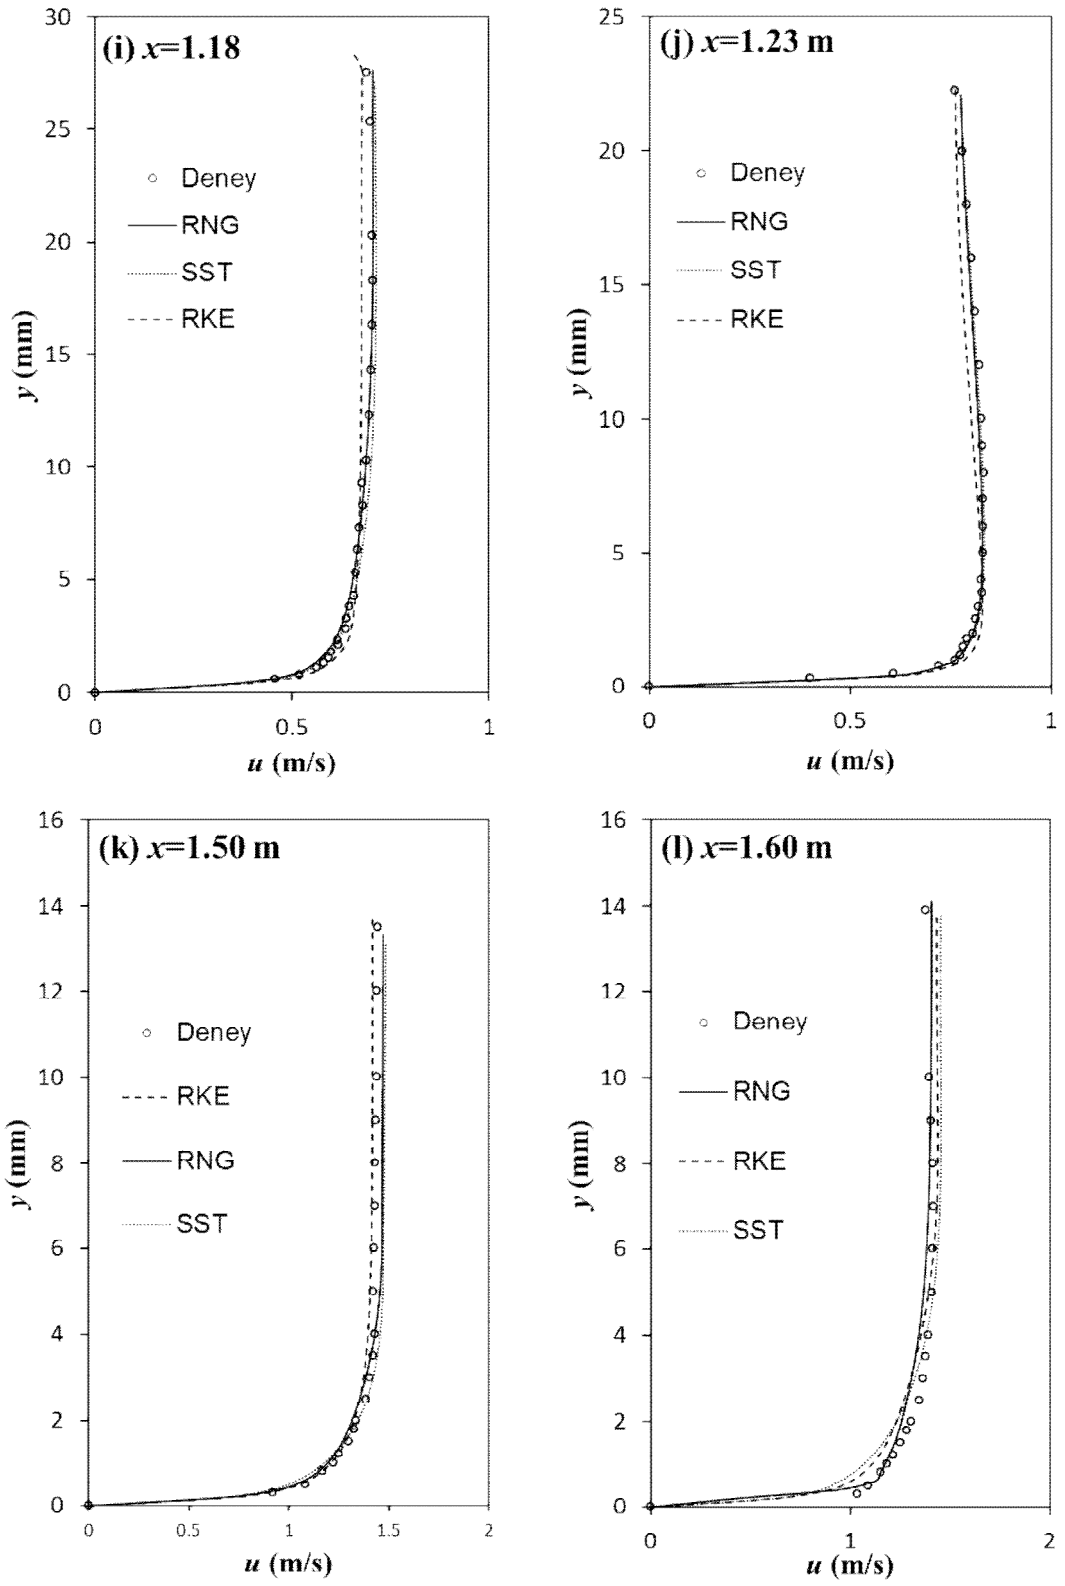 (i) x=1.18
30
25
20
15
10
5
0
y (mm)
Deney
RNG
SST
RKE
0
0.5
1
u (m/s)
(j) x=1.23 m
25
20
15
10
5
0
y (mm)
Deney
RNG
SST
RKE
0
0.5
1
u (m/s)
(k) x=1.50 m
16
14
12
10
8
6
4
2
0
y (mm)
Deney
RKE
RNG
SST
0
0.5
1
1.5
2
u (m/s)
(l) x=1.60 m
16
14
12
10
8
6
4
2
0
y (mm)
Deney
RNG
RKE
SST
0
1
2
u (m/s)